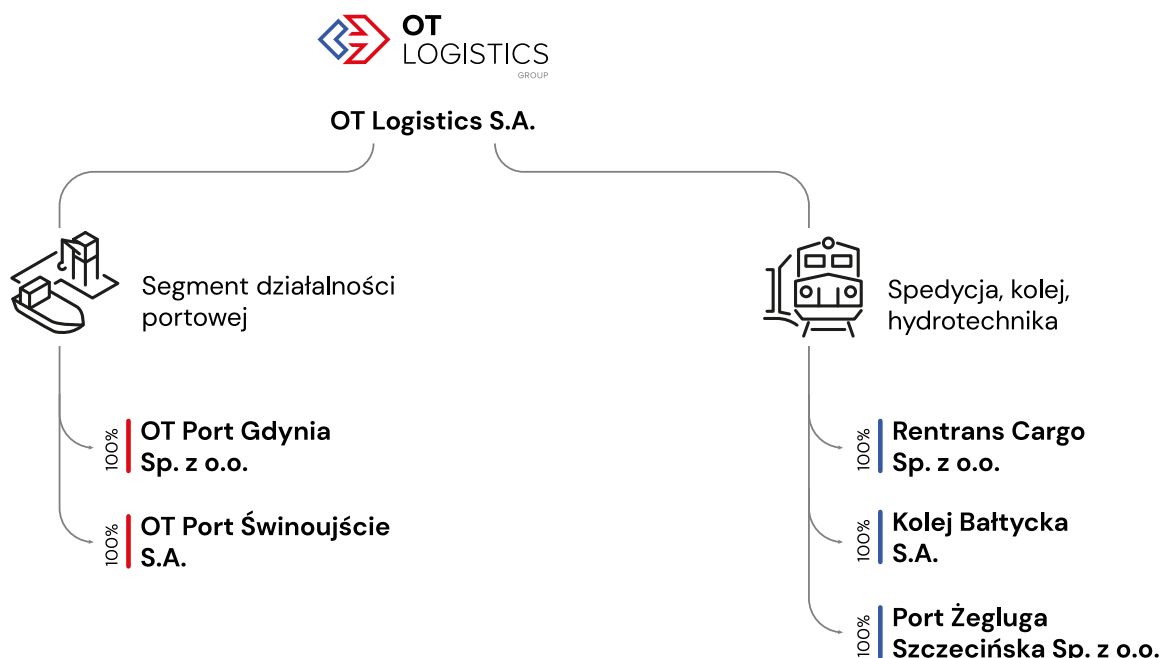 OT
LOGISTICS
GROUP
OT Logistics S.A.
Segment działalności
portowej
100%
OT Port Gdynia
Sp. z o.o.
100%
OT Port Świnoujście
S.A.
Spedycja, kolej,
hydrotechnika
100%
Rentrans Cargo
Sp. z o.o.
100%
Kolej Bałtycka
S.A.
100%
Port Żegluga
Szczecińska Sp. z o.o.